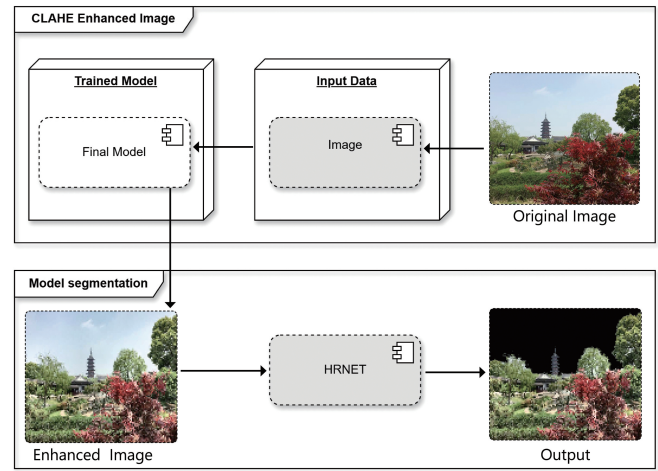 CLAHE Enhanced Image
Trained Model
Input Data
Final Model
Image
Original Image
Model segmentation
HRNET
Enhanced Image
Output